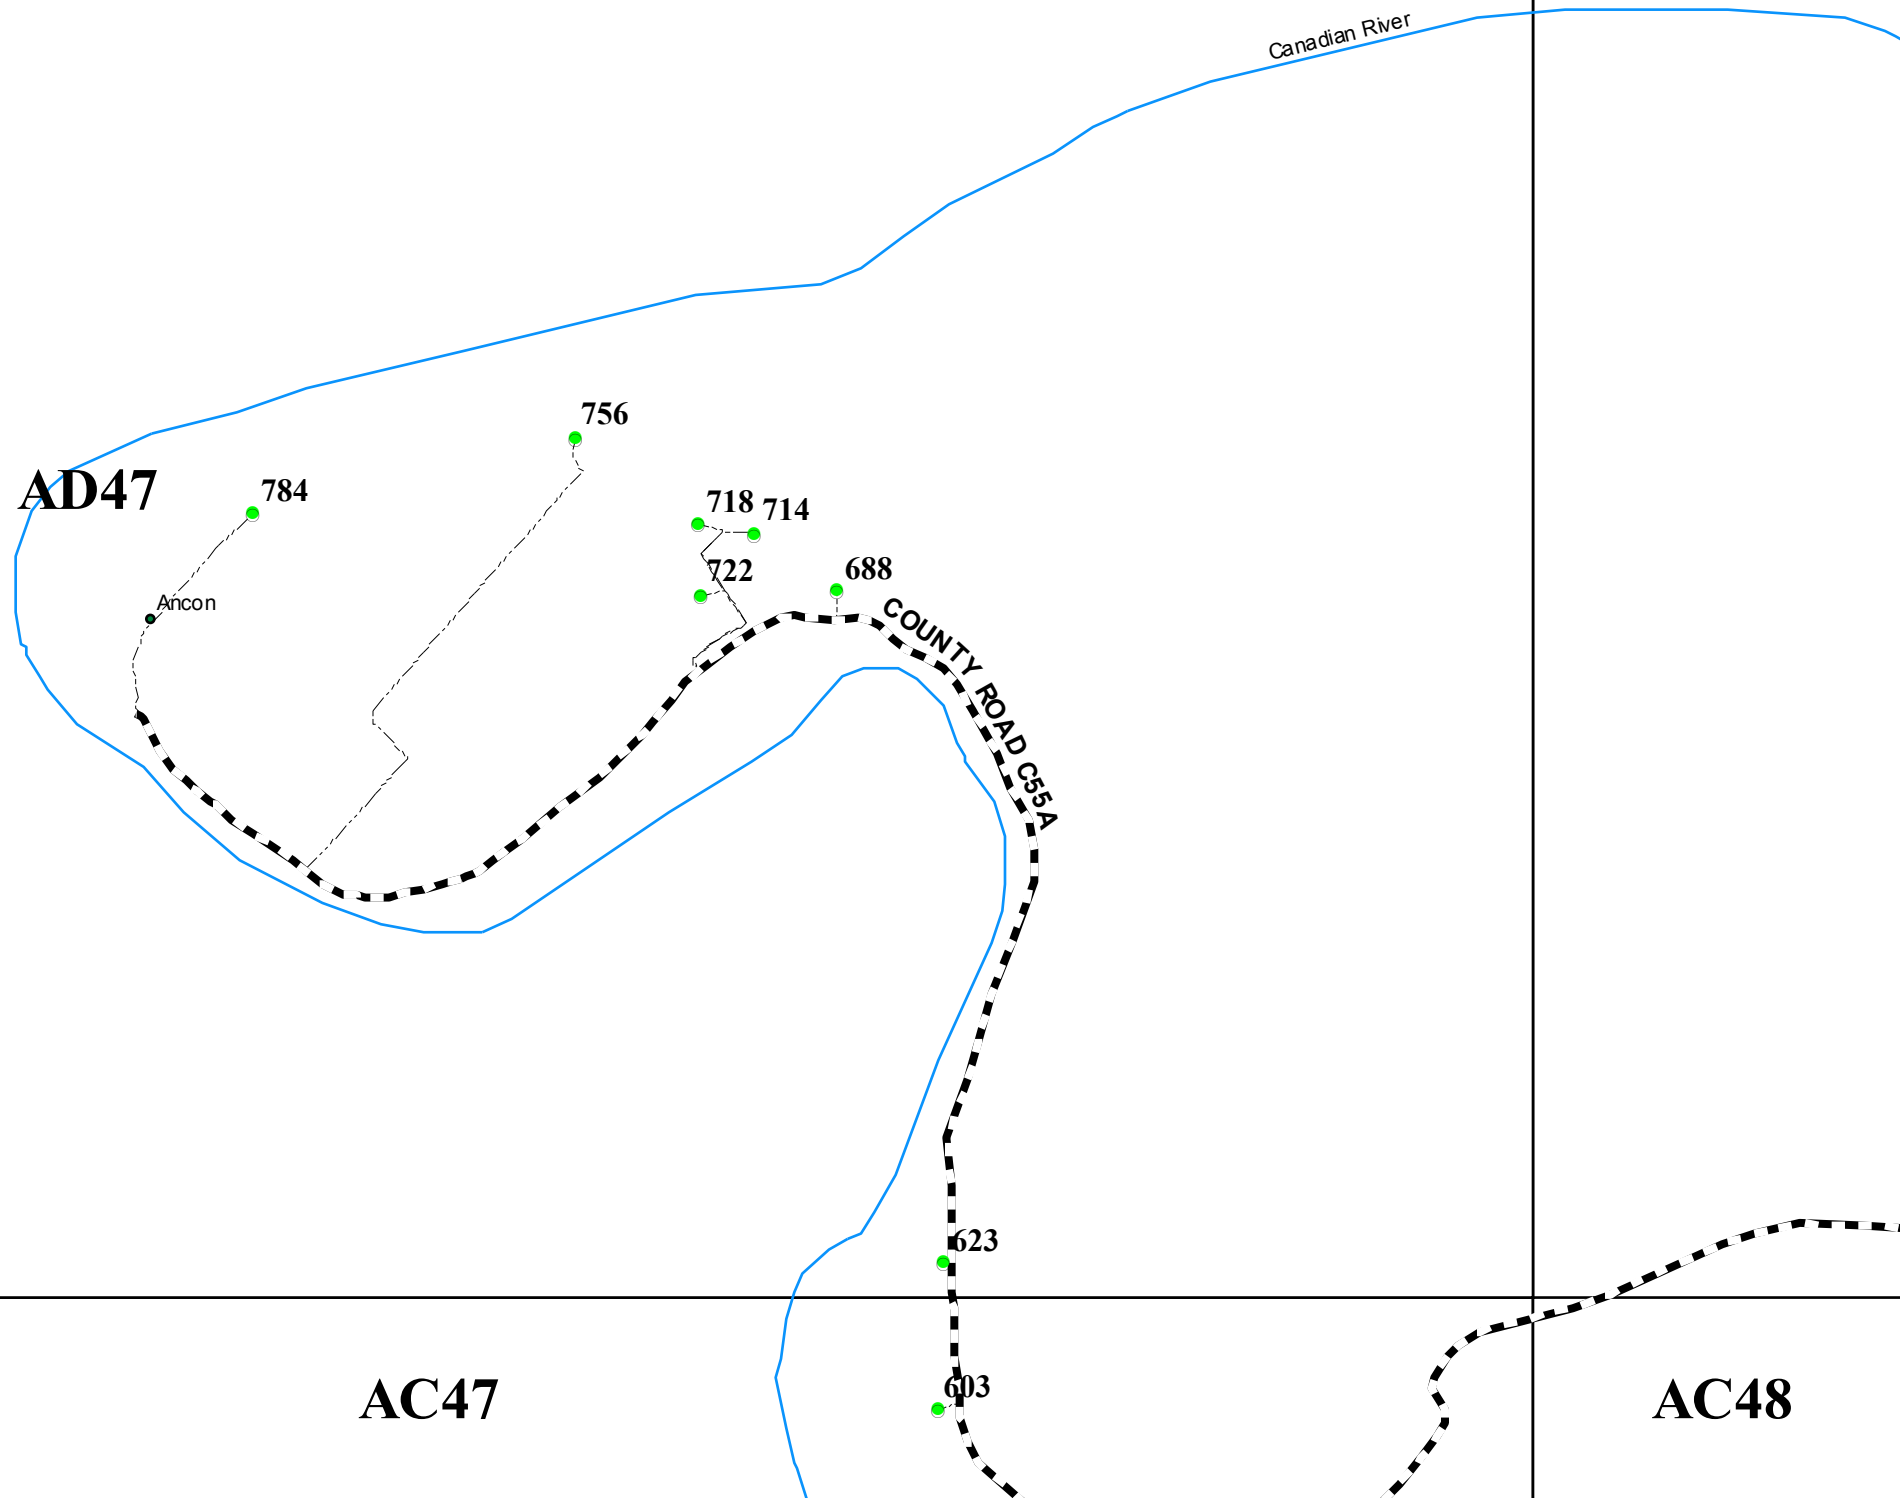 Canadian River
756
AD47
784
718
714
722
688
Ancon
COUNTY ROAD C55A
623
603
AC47
AC48